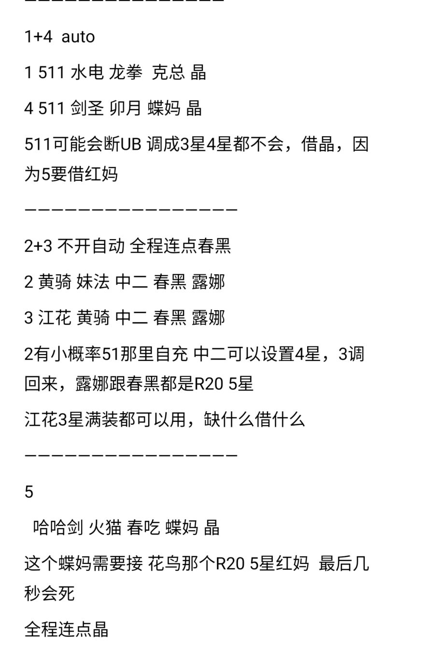 ————————————————
1+4  auto
1 511 水电 龙拳  克总 晶
4 511 剑圣 卯月 蝶妈 晶
511可能会断UB 调成3星4星都不会，借晶，因
为5要借红妈
————————————————
2+3 不开自动 全程连点春黑
2 黄骑 妹法 中二 春黑 露娜
3 江花 黄骑 中二 春黑 露娜
2有小概率51那里自充 中二可以设置4星，3调
回来，露娜跟春黑都是R20 5星
江花3星满装都可以用，缺什么借什么
————————————————
5
哈哈剑 火猫 春吃 蝶妈 晶
这个蝶妈需要接 花鸟那个R20 5星红妈  最后几
秒会死
全程连点晶